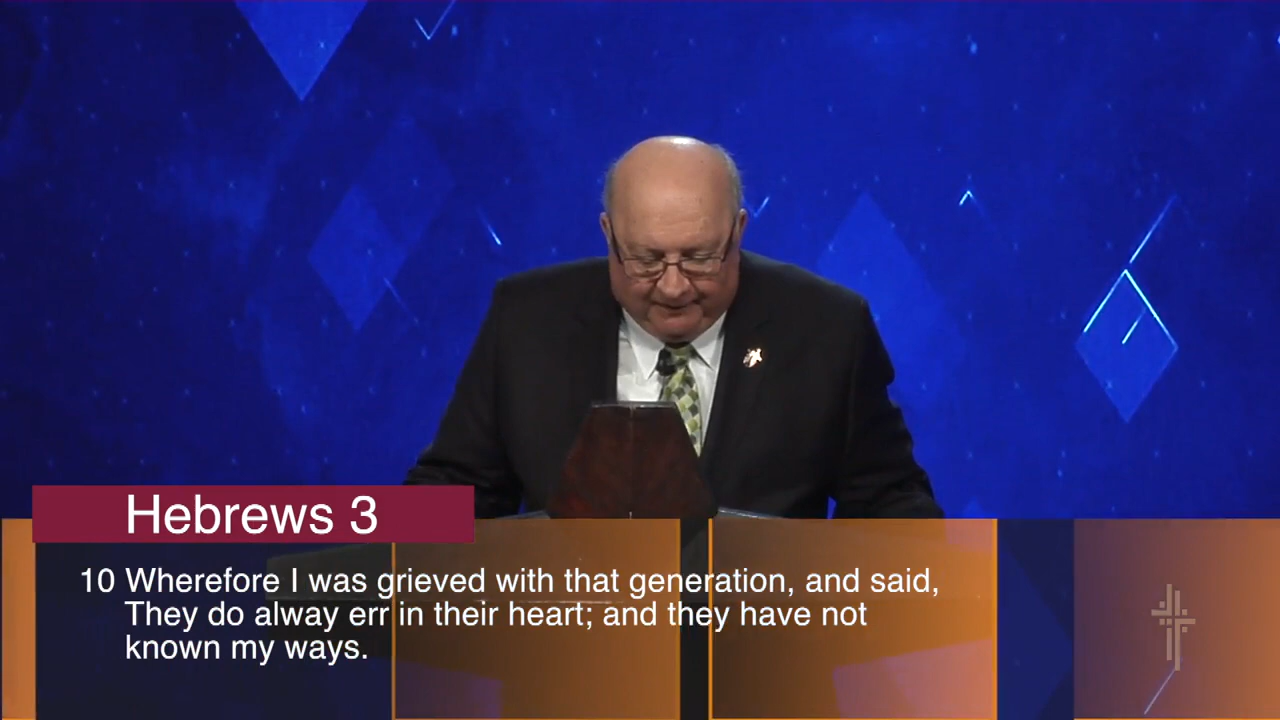 Hebrews 3
10 Wherefore I was grieved with that generation, and said,
They do alway err in their heart; and they have not
known my ways.